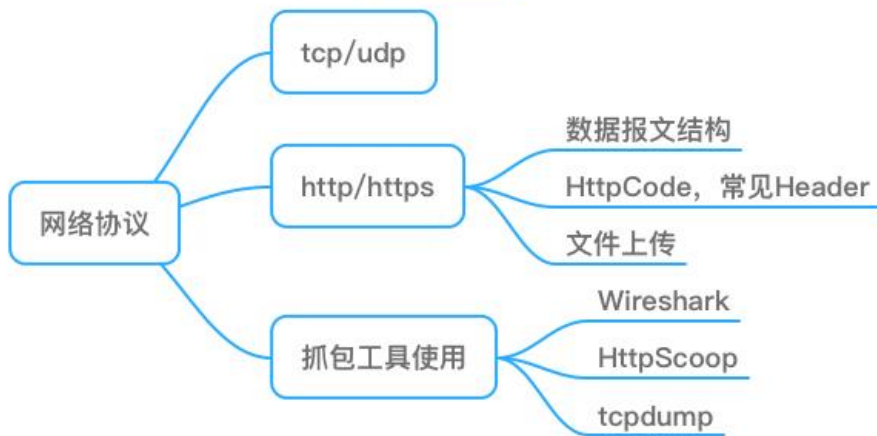 网络协议
tcp/udp
http/https
数据报文结构
HttpCode，常见Header
文件上传
抓包工具使用
Wireshark
HttpScoop
tcpdump